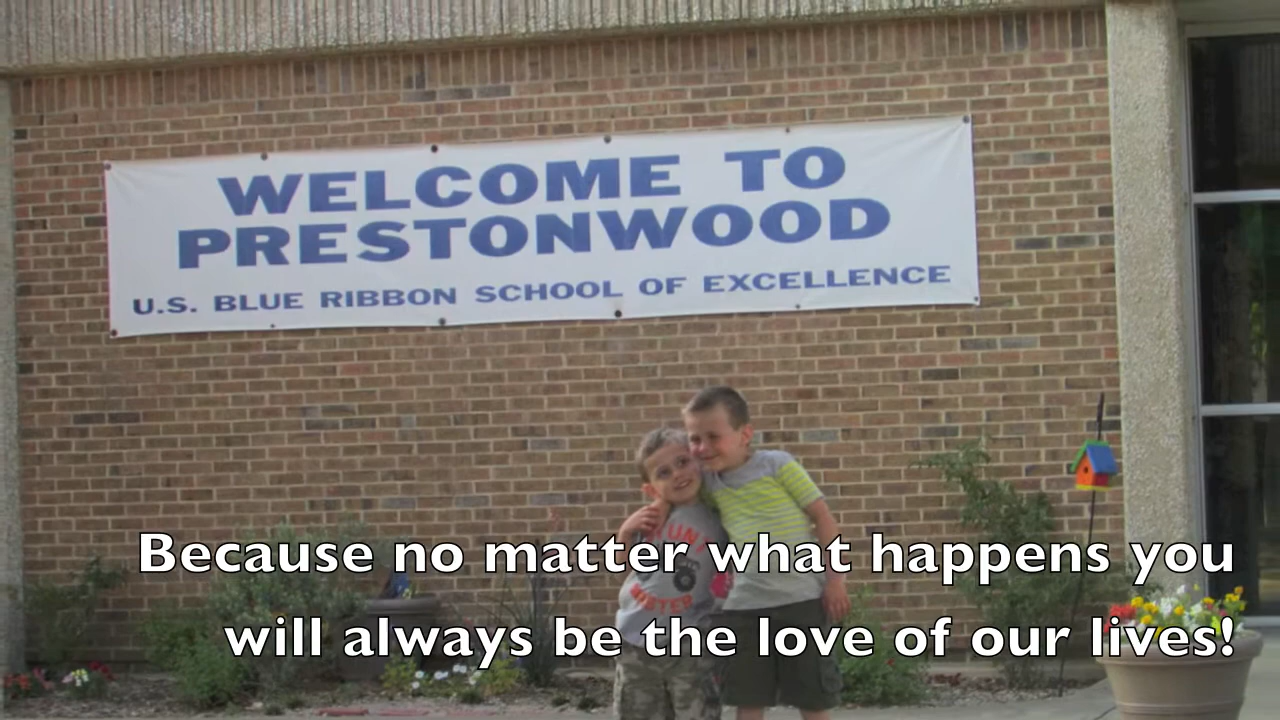 WELCOME TO
PRESTONWOOD
U.S. BLUE RIBBON SCHOOL OF EXCELLENCE
Because no matter what happens you
will always be the love of our lives!